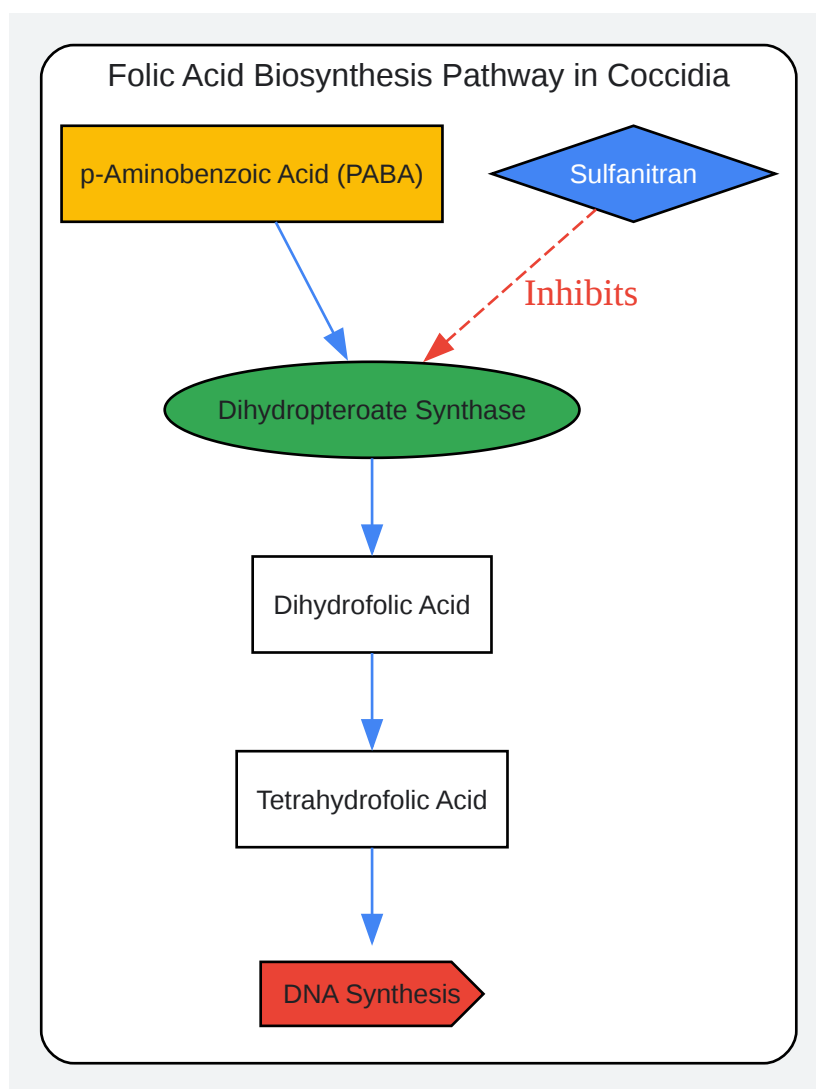 Folic Acid Biosynthesis Pathway in Coccidia
p-Aminobenzoic Acid (PABA)
Sulfanitran
Inhibits
Dihydropteroate Synthase
Dihydrofolic Acid
Tetrahydrofolic Acid
DNA Synthesis